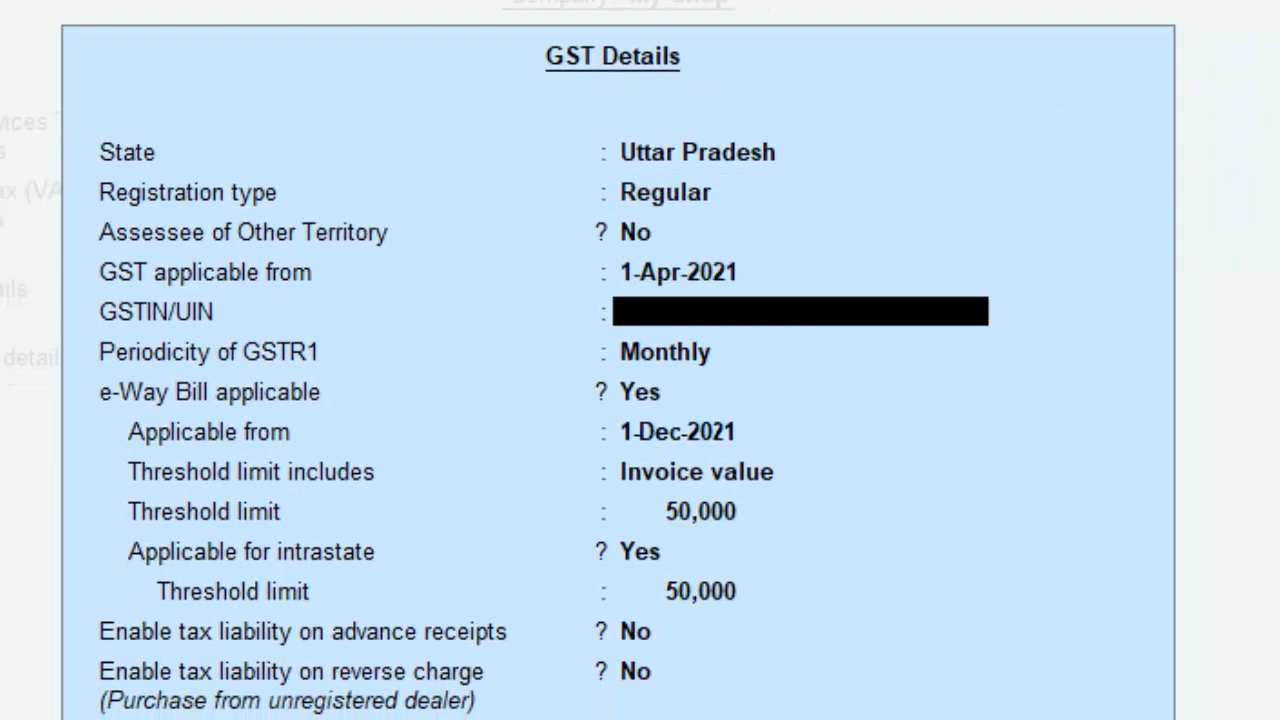 GST Details
State : Uttar Pradesh
Registration type : Regular
Assessee of Other Territory ? No
GST applicable from : 1-Apr-2021
GSTIN/UIN :
Periodicity of GSTR1 : Monthly
e-Way Bill applicable ? Yes
Applicable from : 1-Dec-2021
Threshold limit includes : Invoice value
Threshold limit : 50,000
Applicable for intrastate ? Yes
Threshold limit : 50,000
Enable tax liability on advance receipts ? No
Enable tax liability on reverse charge ? No
(Purchase from unregistered dealer)